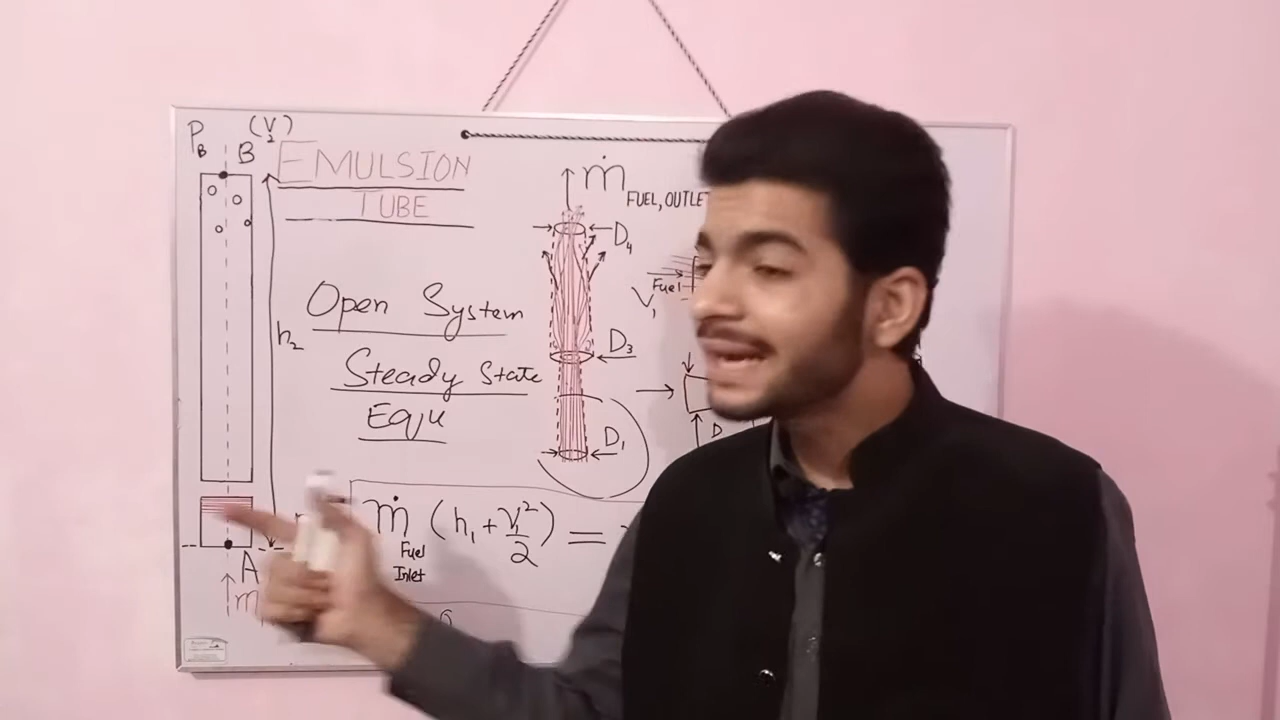 P_B
(V_2)
B
EMULSION
TUBE
ṁ
FUEL, OUTLET
D_4
Fuel
V_1
Open System
h_2
D_3
Steady State
Equ
D
D_1
ṁ (h_1 + V_1^2/2) =
Fuel
Inlet
A
m